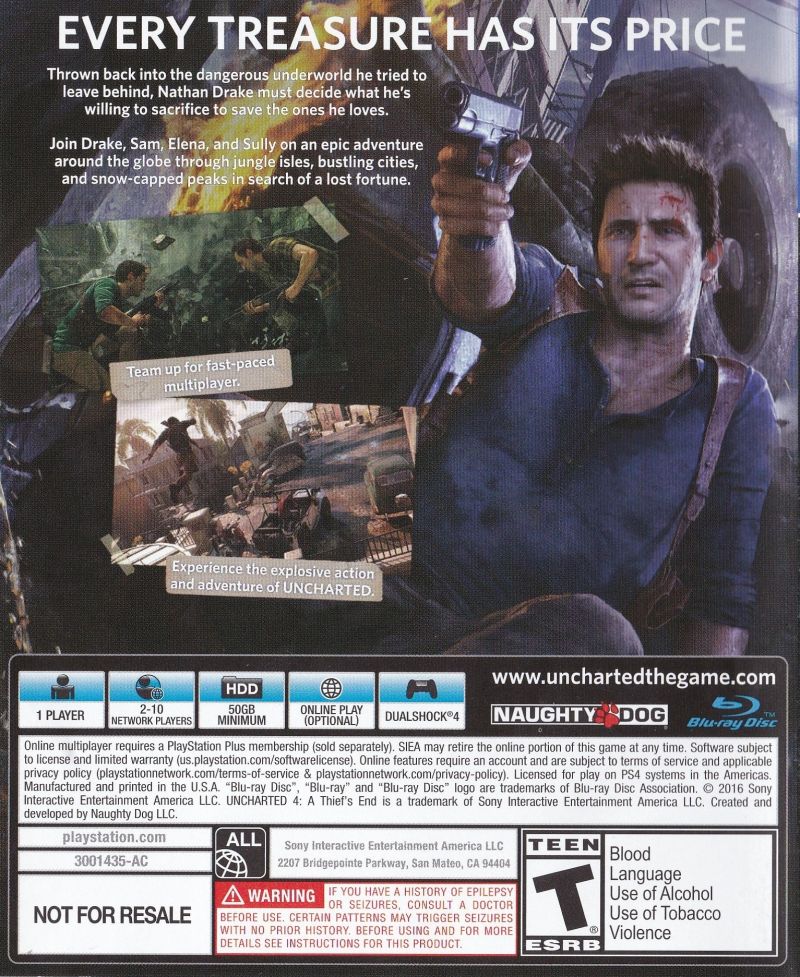 EVERY TREASURE HAS ITS PRICE
Thrown back into the dangerous underworld he tried to
leave behind, Nathan Drake must decide what he's
willing to sacrifice to save the ones he loves.
Join Drake, Sam, Elena, and Sully on an epic adventure
around the globe through jungle isles, bustling cities,
and snow-capped peaks in search of a lost fortune.
Team up for fast-paced
multiplayer.
Experience the explosive action
and adventure of UNCHARTED.
1 PLAYER
2-10
NETWORK PLAYERS
HDD
50GB
MINIMUM
ONLINE PLAY
(OPTIONAL)
DUALSHOCK®4
www.unchartedthegame.com
NAUGHTY DOG
Blu-ray Disc™
Online multiplayer requires a PlayStation Plus membership (sold separately). SIEA may retire the online portion of this game at any time. Software subject
to license and limited warranty (us.playstation.com/softwarelicense). Online features require an account and are subject to terms of service and applicable
privacy policy (playstationnetwork.com/terms-of-service & playstationnetwork.com/privacy-policy). Licensed for play on PS4 systems in the Americas.
Manufactured and printed in the U.S.A. "Blu-ray Disc", "Blu-ray" and "Blu-ray Disc" logo are trademarks of Blu-ray Disc Association. © 2016 Sony
Interactive Entertainment America LLC. UNCHARTED 4: A Thief's End is a trademark of Sony Interactive Entertainment America LLC. Created and
developed by Naughty Dog LLC.
playstation.com
3001435-AC
NOT FOR RESALE
ALL
Sony Interactive Entertainment America LLC
2207 Bridgepointe Parkway, San Mateo, CA 94404
WARNING IF YOU HAVE A HISTORY OF EPILEPSY
OR SEIZURES, CONSULT A DOCTOR
BEFORE USE. CERTAIN PATTERNS MAY TRIGGER SEIZURES
WITH NO PRIOR HISTORY. BEFORE USING AND FOR MORE
DETAILS SEE INSTRUCTIONS FOR THIS PRODUCT.
TEEN
T®
ESRB
Blood
Language
Use of Alcohol
Use of Tobacco
Violence